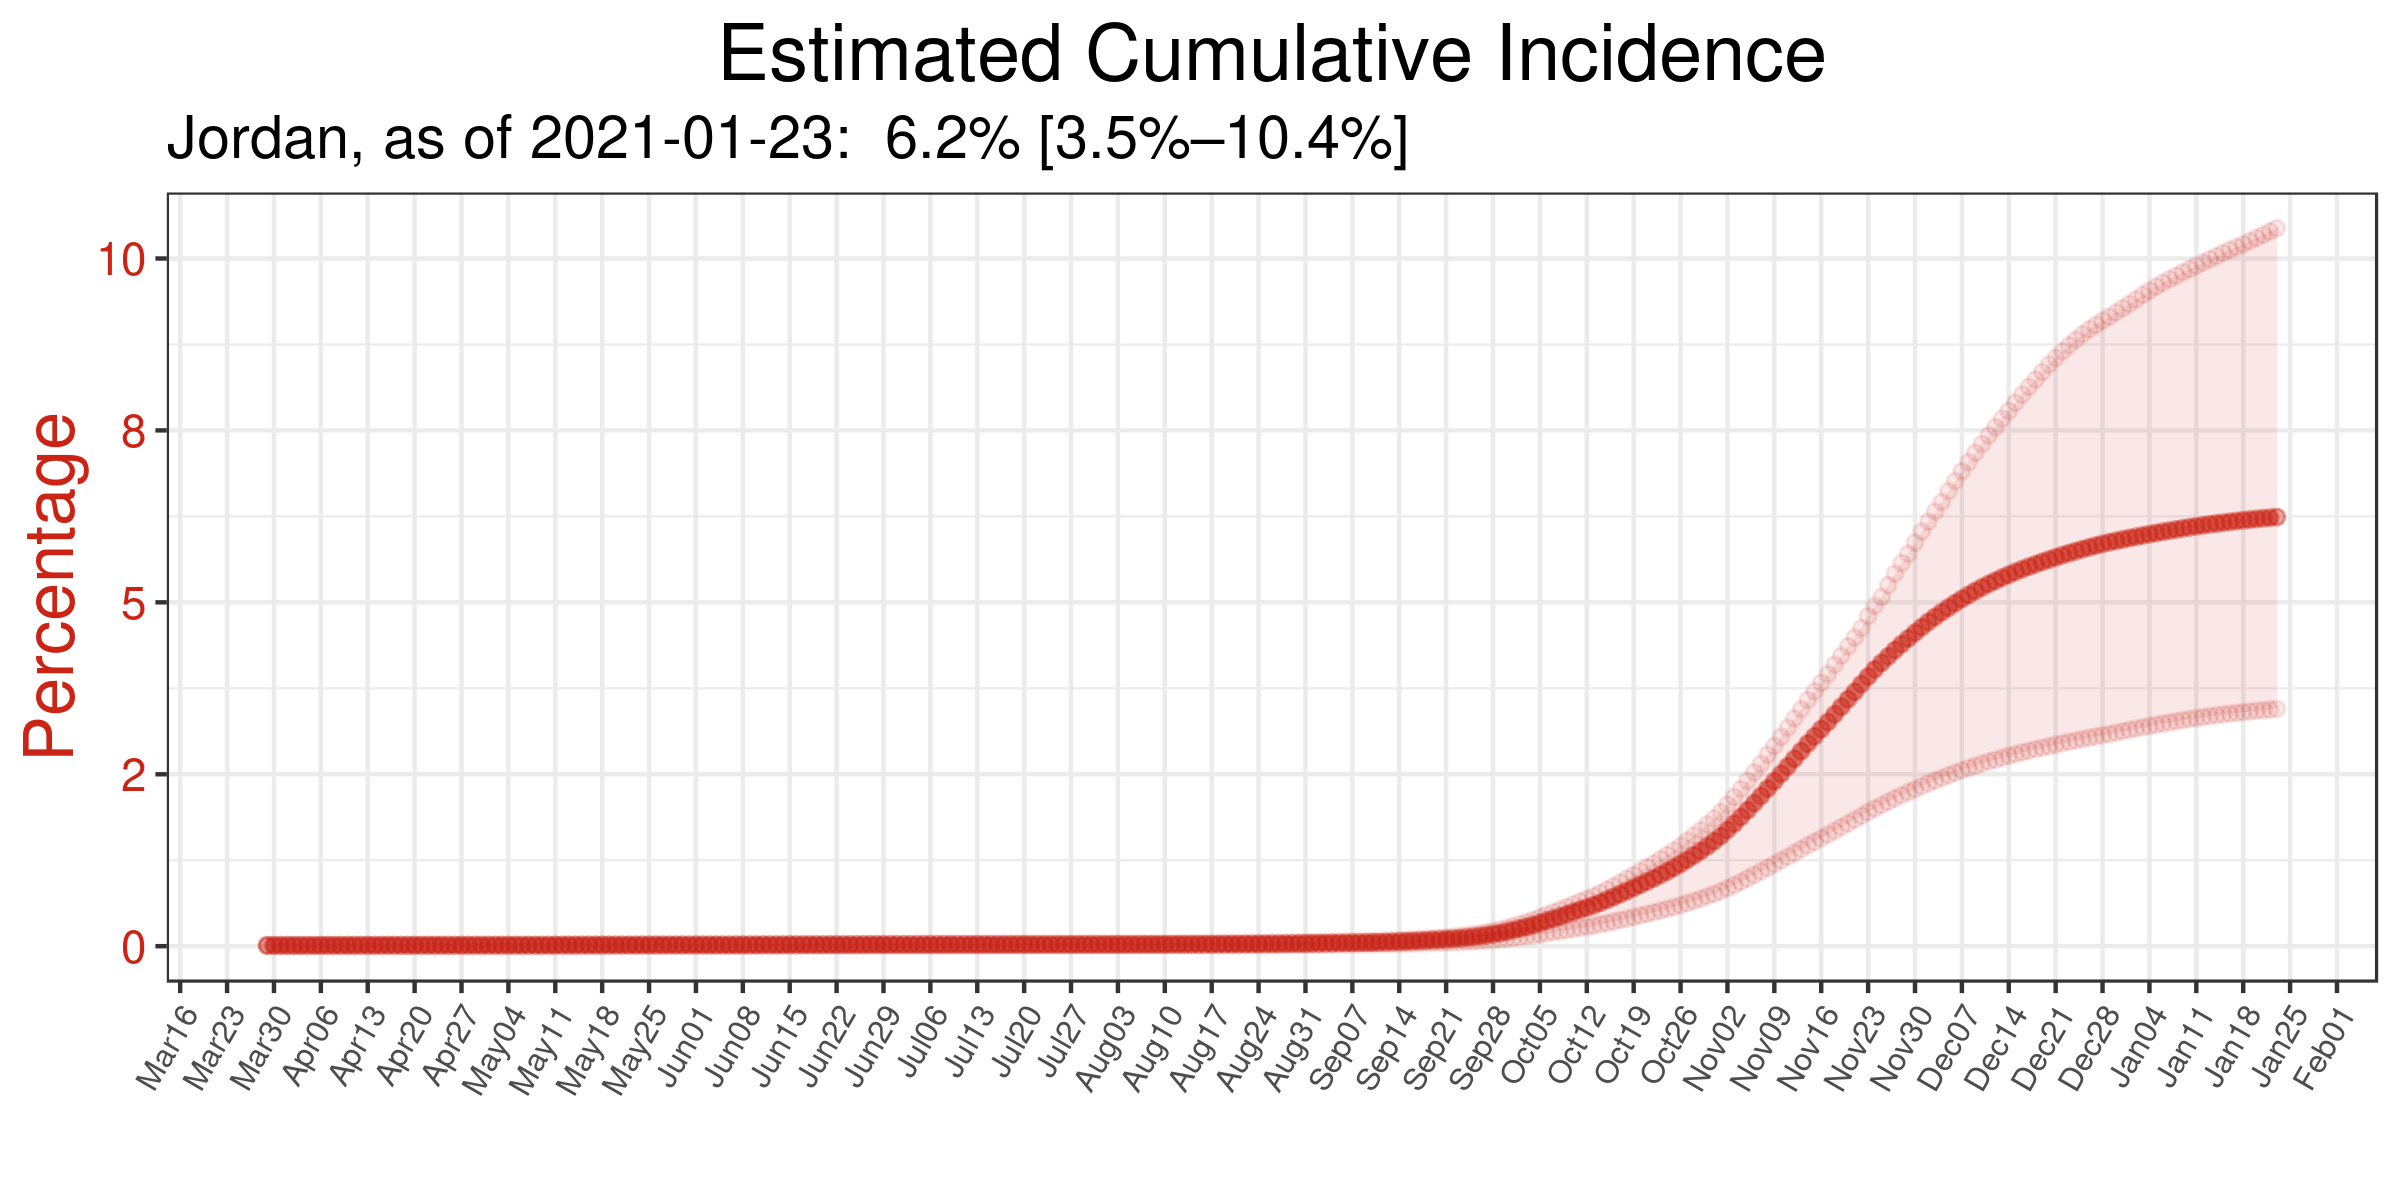 Estimated Cumulative Incidence
Jordan, as of 2021-01-23:  6.2% [3.5%–10.4%]
Percentage
10
8
5
2
0
Mar16
Mar23
Mar30
Apr06
Apr13
Apr20
Apr27
May04
May11
May18
May25
Jun01
Jun08
Jun15
Jun22
Jun29
Jul06
Jul13
Jul20
Jul27
Aug03
Aug10
Aug17
Aug24
Aug31
Sep07
Sep14
Sep21
Sep28
Oct05
Oct12
Oct19
Oct26
Nov02
Nov09
Nov16
Nov23
Nov30
Dec07
Dec14
Dec21
Dec28
Jan04
Jan11
Jan18
Jan25
Feb01